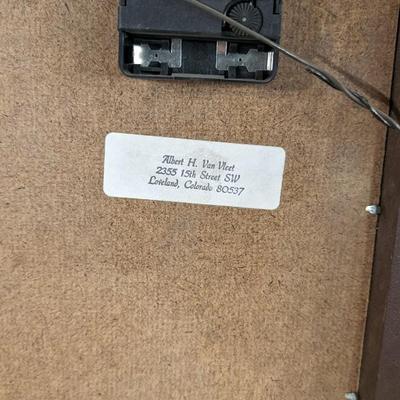 Albert H. Van Vleet
2355 15th Street SW
Loveland, Colorado 80537